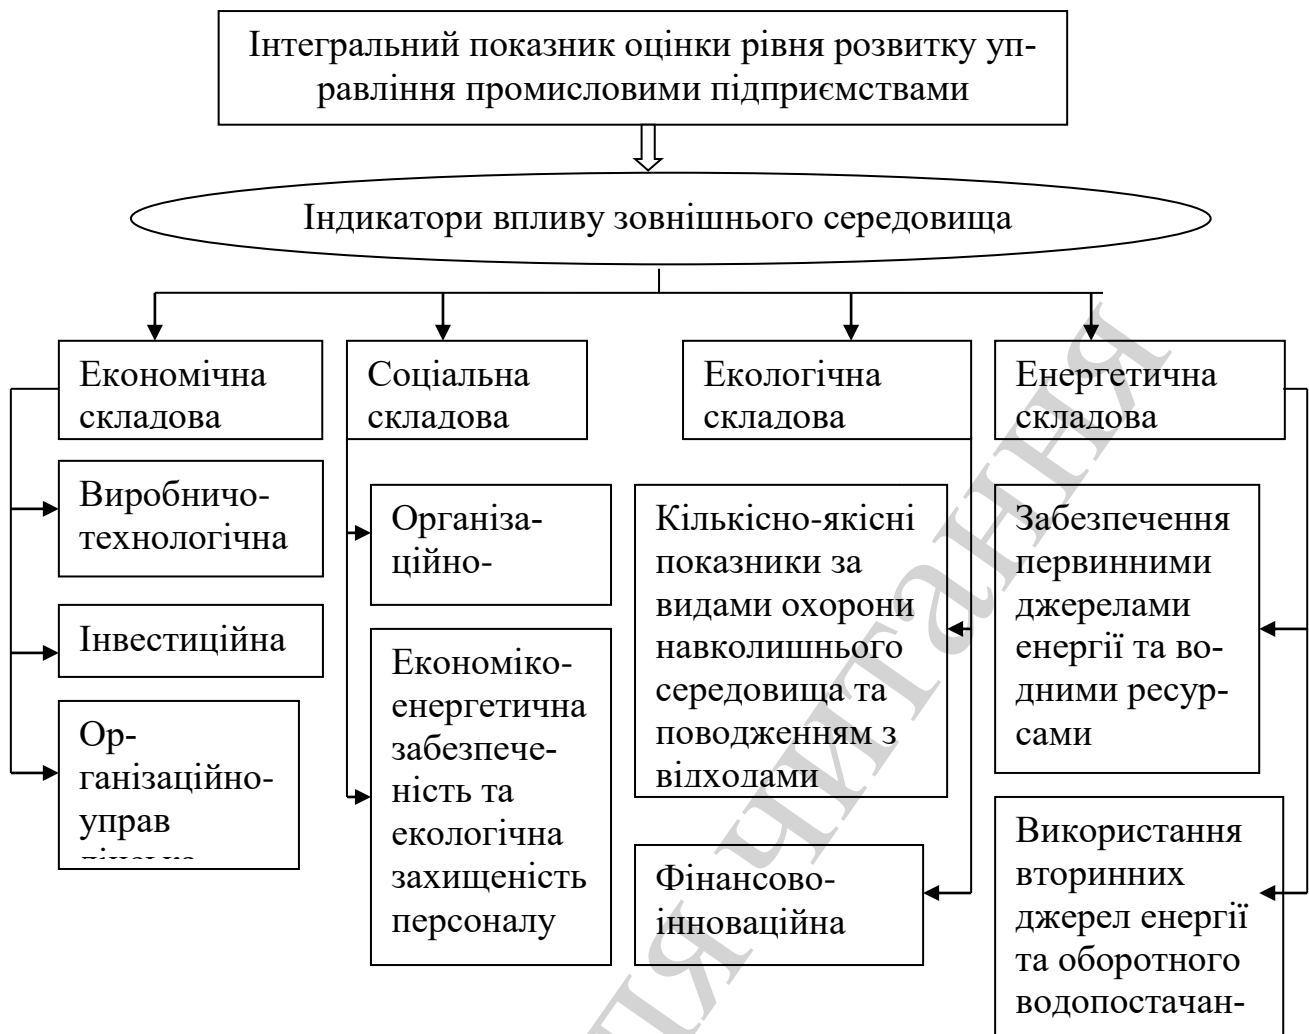 Інтегральний показник оцінки рівня розвитку уп-
равління промисловими підприємствами
Індикатори впливу зовнішнього середовища
Економічна
складова
Соціальна
складова
Екологічна
складова
Енергетична
складова
Виробничо-
технологічна
Інвестиційна
Ор-
ганізаційно-
управ
Організа-
ційно-
Економіко-
енергетична
забезпече-
ність та
екологічна
захищеність
персоналу
Кількісно-якісні
показники за
видами охорони
навколишнього
середовища та
поводженням з
відходами
Фінансово-
інноваційна
Забезпечення
первинними
джерелами
енергії та во-
дними ресур-
сами
Використання
вторинних
джерел енергії
та оборотного
водопостачан-
читання